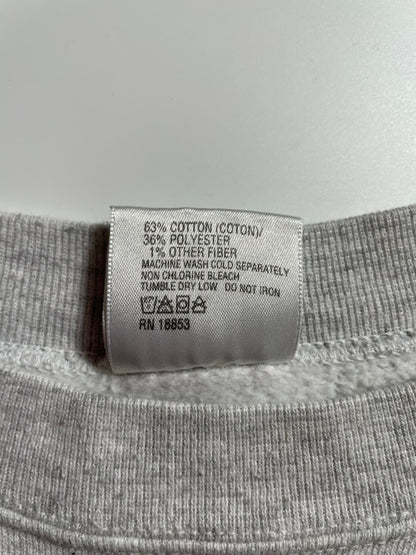 63% COTTON (COTON)/
36% POLYESTER
1% OTHER FIBER
MACHINE WASH COLD SEPARATELY
NON CHLORINE BLEACH
TUMBLE DRY LOW DO NOT IRON
RN 18853